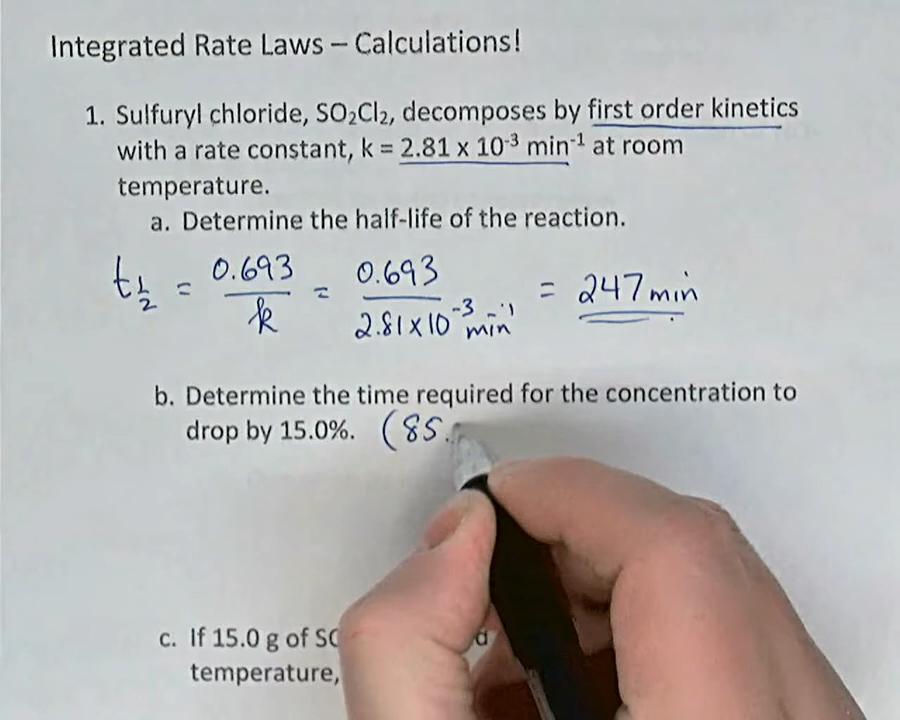 Integrated Rate Laws – Calculations!
1. Sulfuryl chloride, SO₂Cl₂, decomposes by first order kinetics
with a rate constant, k = 2.81 x 10⁻³ min⁻¹ at room
temperature.
a. Determine the half-life of the reaction.
t½ = 0.693/k = 0.693/2.81×10⁻³ min⁻¹ = 247 min
b. Determine the time required for the concentration to
drop by 15.0%. (85.
c. If 15.0 g of
temperature,